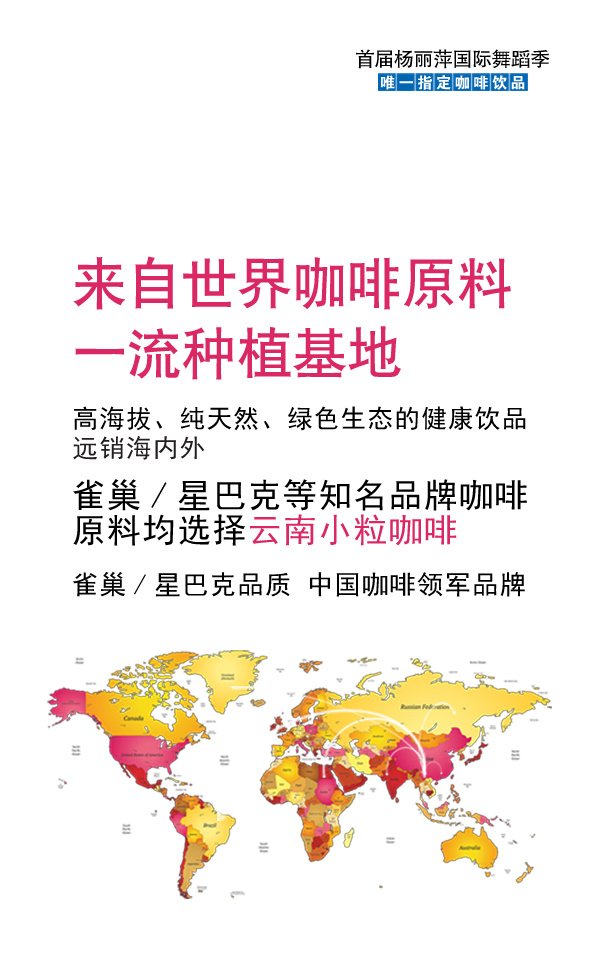 首届杨丽萍国际舞蹈季
唯一指定咖啡饮品
来自世界咖啡原料
一流种植基地
高海拔、纯天然、绿色生态的健康饮品
远销海内外
雀巢/星巴克等知名品牌咖啡
原料均选择云南小粒咖啡
雀巢/星巴克品质 中国咖啡领军品牌
Russian Federation
Canada
United States of America
Brazil
Australia